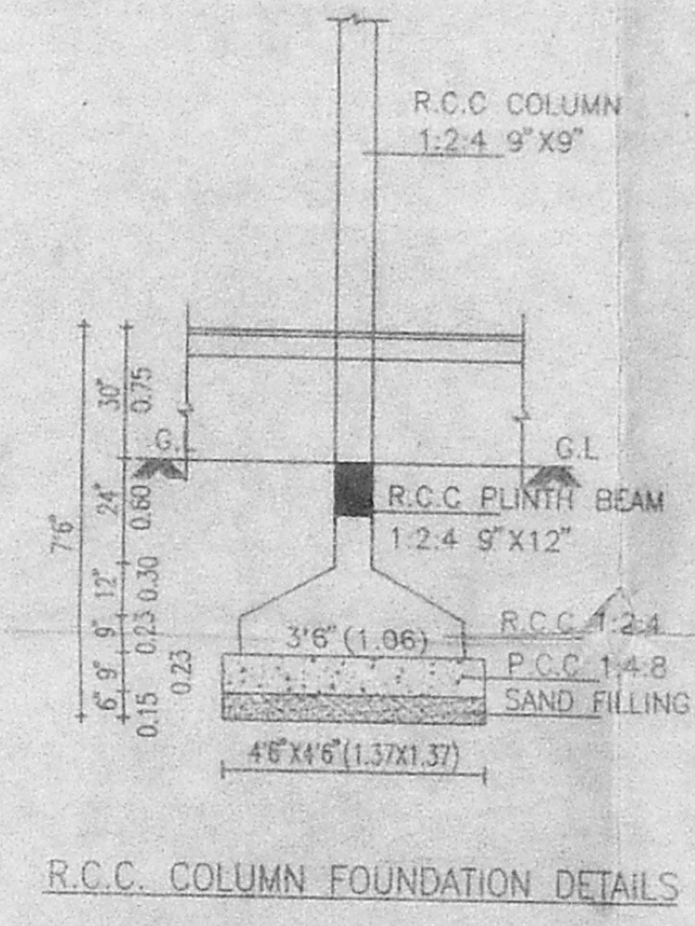 R.C.C COLUMN
1:2:4 9"X9"
30"
0.75
G.L
G.L
24"
0.60
R.C.C PLINTH BEAM
1:2:4 9"X12"
7'6"
12"
0.30
9"
0.23
3'6"(1.06)
R.C.C 1:2:4
9"
0.23
P.C.C 1:4:8
6"
0.15
SAND FILLING
4'6"X4'6"(1.37X1.37)
R.C.C. COLUMN FOUNDATION DETAILS